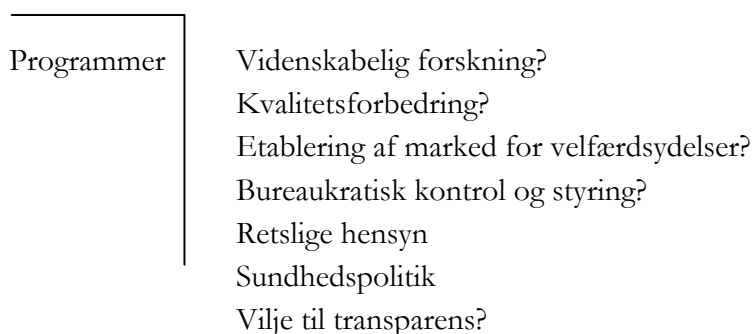 Programmer
Videnskabelig forskning?
Kvalitetsforbedring?
Etablering af marked for velfærdsydelser?
Bureaukratisk kontrol og styring?
Retslige hensyn
Sundhedspolitik
Vilje til transparens?